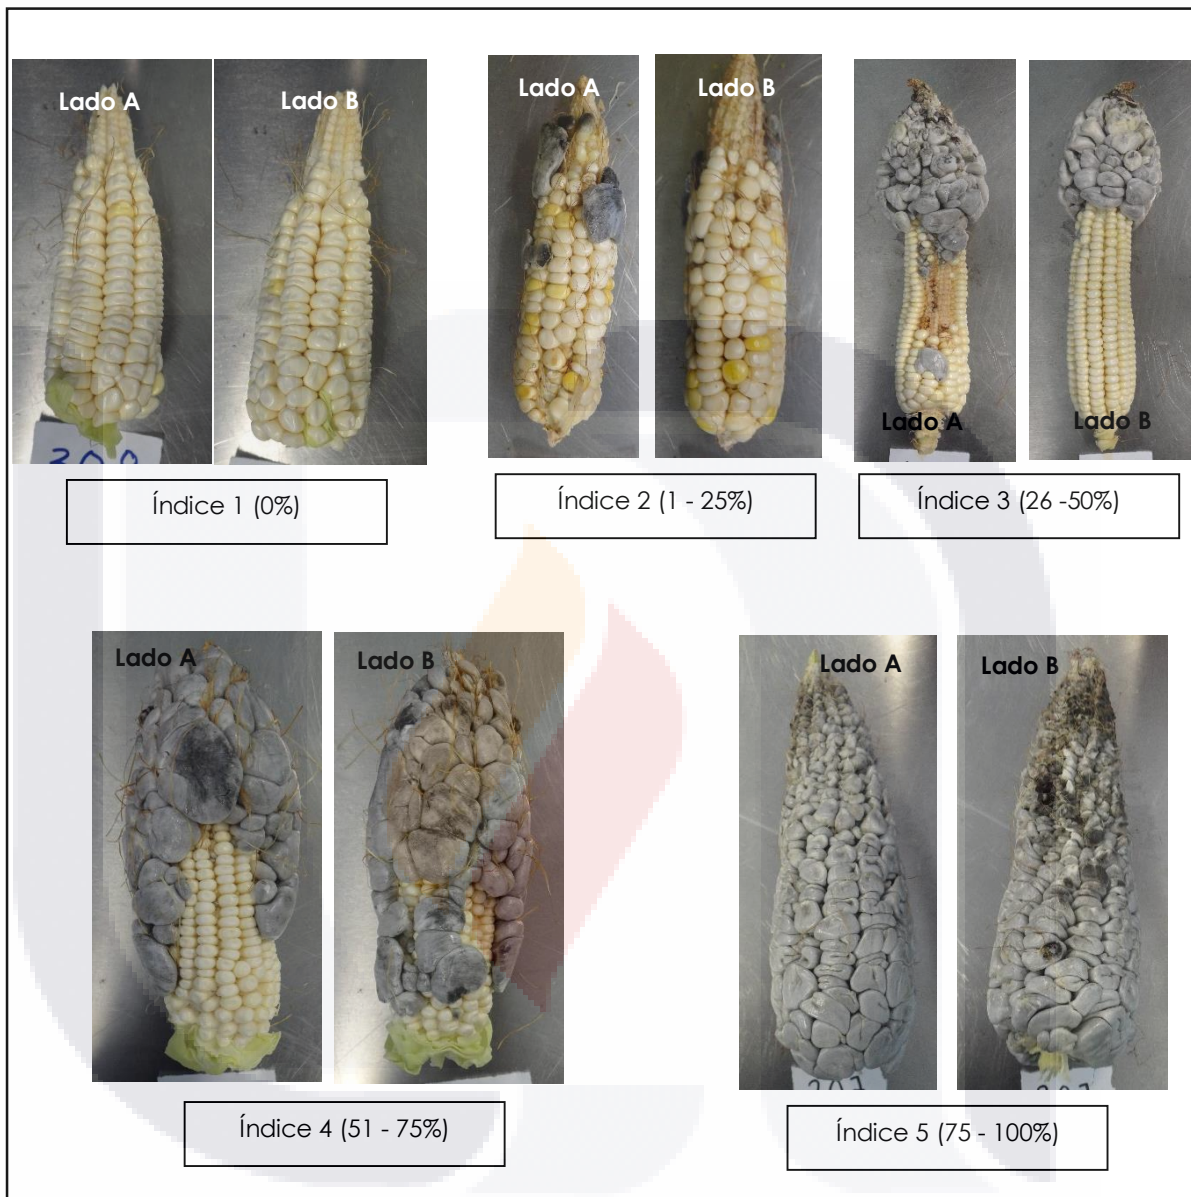 Lado A
Lado B
Lado A
Lado B
Lado A
Lado B
Índice 1 (0%)
Índice 2 (1 - 25%)
Índice 3 (26 -50%)
Lado A
Lado B
Lado A
Lado B
Índice 4 (51 - 75%)
Índice 5 (75 - 100%)